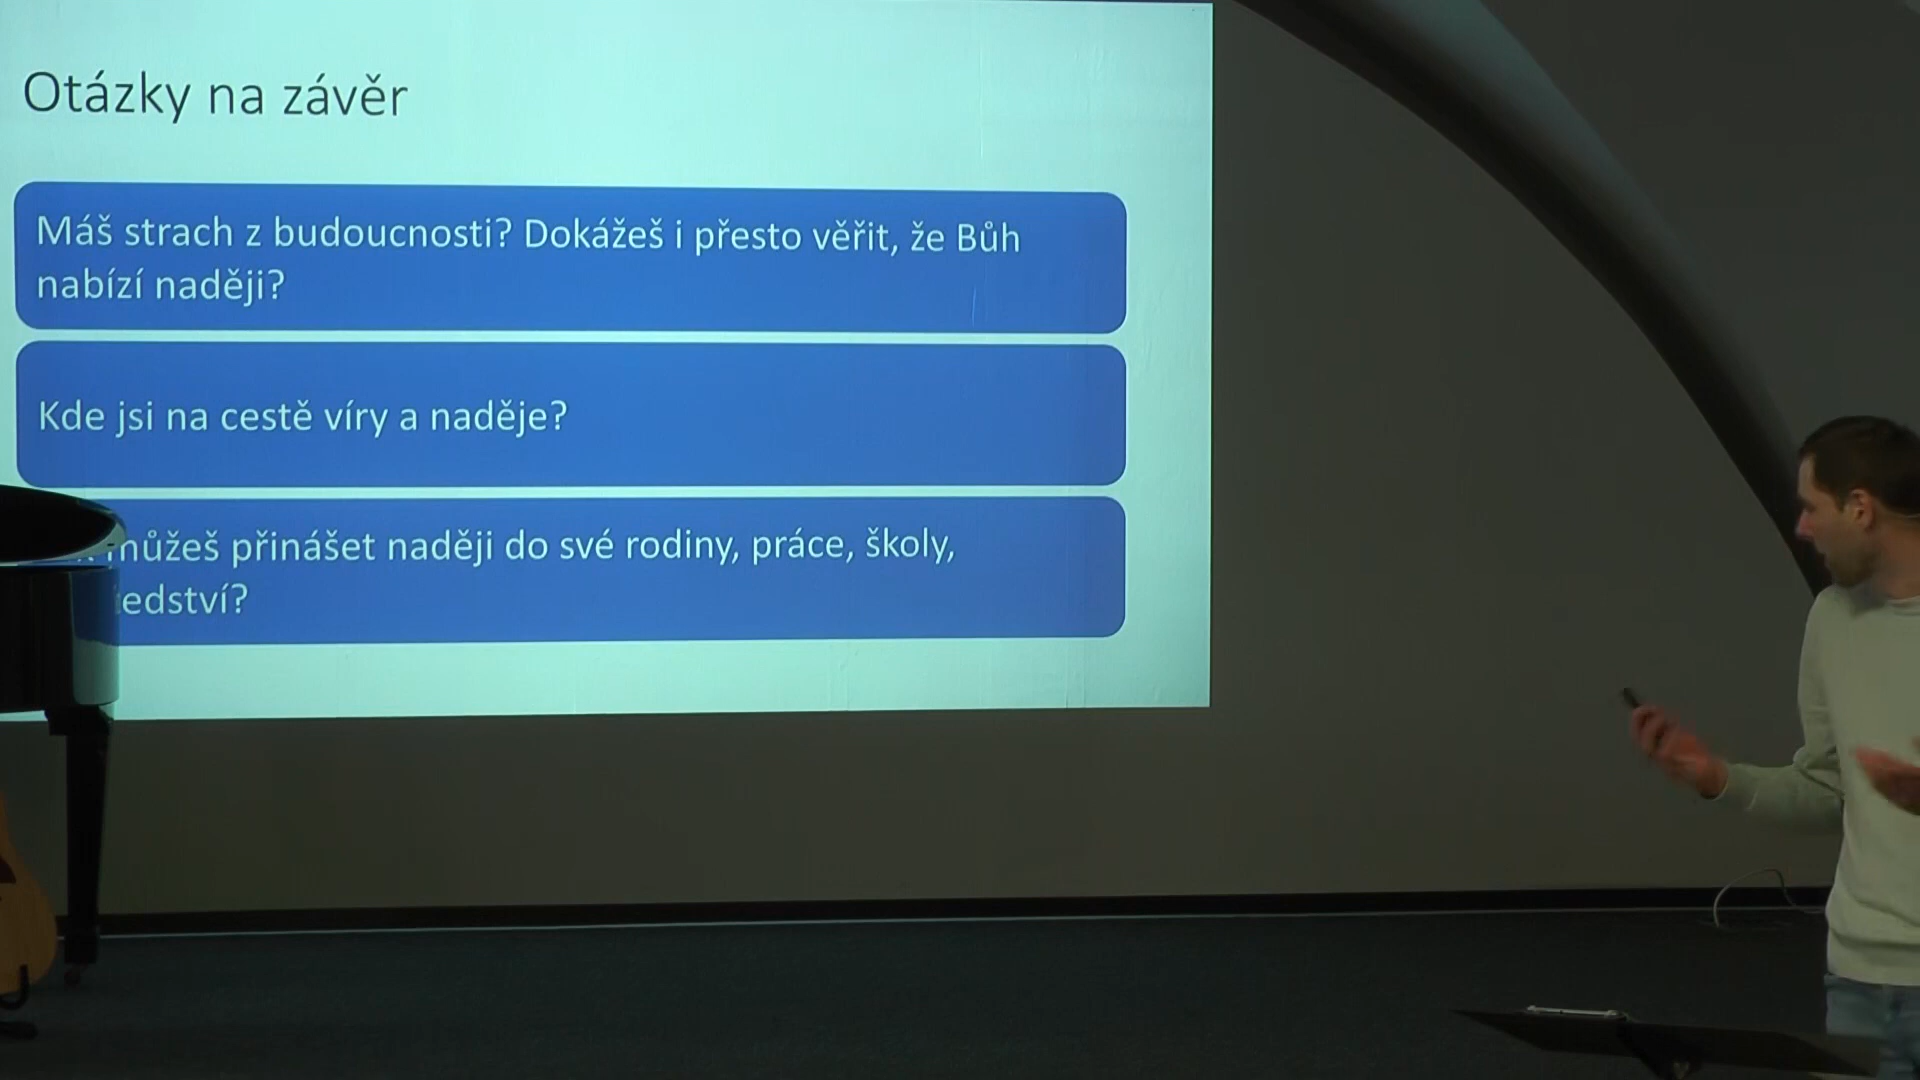 Otázky na závěr
Máš strach z budoucnosti? Dokážeš i přesto věřit, že Bůh
nabízí naději?
Kde jsi na cestě víry a naděje?
můžeš přinášet naději do své rodiny, práce, školy,